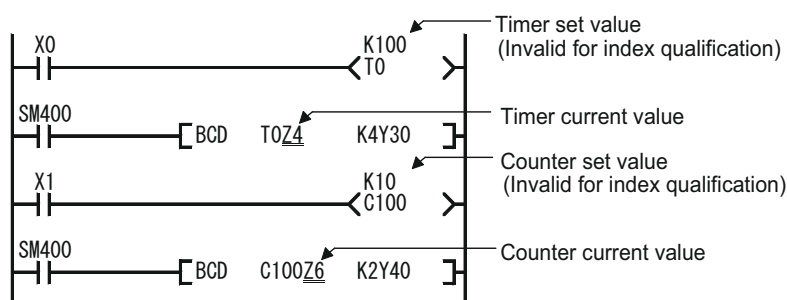 Timer set value
(Invalid for index qualification)
X0 K100
T0
SM400
BCD T0Z4 K4Y30
Timer current value
X1 K10
C100
Counter set value
(Invalid for index qualification)
SM400
BCD C100Z6 K2Y40
Counter current value